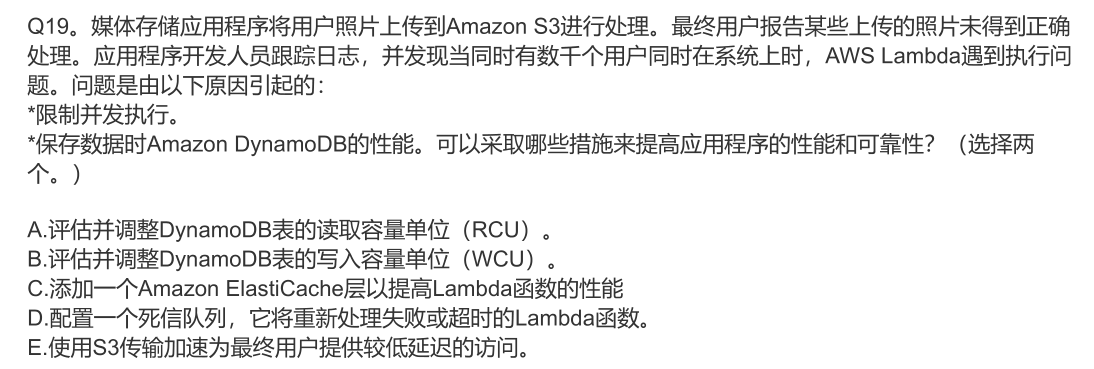 Q19。媒体存储应用程序将用户照片上传到Amazon S3进行处理。最终用户报告某些上传的照片未得到正确
处理。应用程序开发人员跟踪日志，并发现当同时有数千个用户同时在系统上时，AWS Lambda遇到执行问
题。问题是由以下原因引起的：
*限制并发执行。
*保存数据时Amazon DynamoDB的性能。可以采取哪些措施来提高应用程序的性能和可靠性？（选择两
个。）
A.评估并调整DynamoDB表的读取容量单位（RCU）。
B.评估并调整DynamoDB表的写入容量单位（WCU）。
C.添加一个Amazon ElastiCache层以提高Lambda函数的性能
D.配置一个死信队列，它将重新处理失败或超时的Lambda函数。
E.使用S3传输加速为最终用户提供较低延迟的访问。